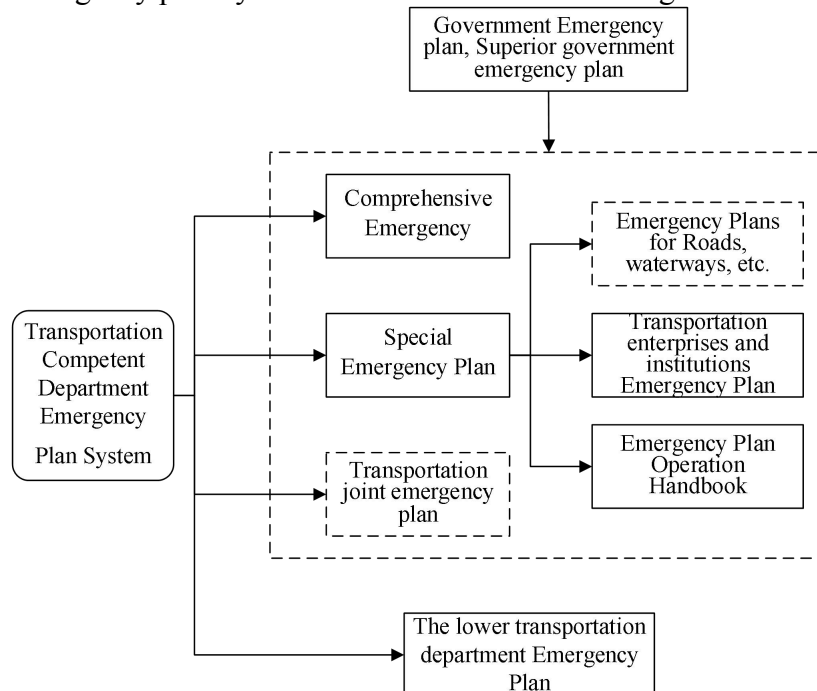 Government Emergency
plan, Superior government
emergency plan
Comprehensive
Emergency
Emergency Plans
for Roads,
waterways, etc.
Transportation
Competent
Department
Emergency
Plan System
Special
Emergency Plan
Transportation
enterprises and
institutions
Emergency Plan
Transportation
joint emergency
plan
Emergency Plan
Operation
Handbook
The lower transportation
department Emergency
Plan